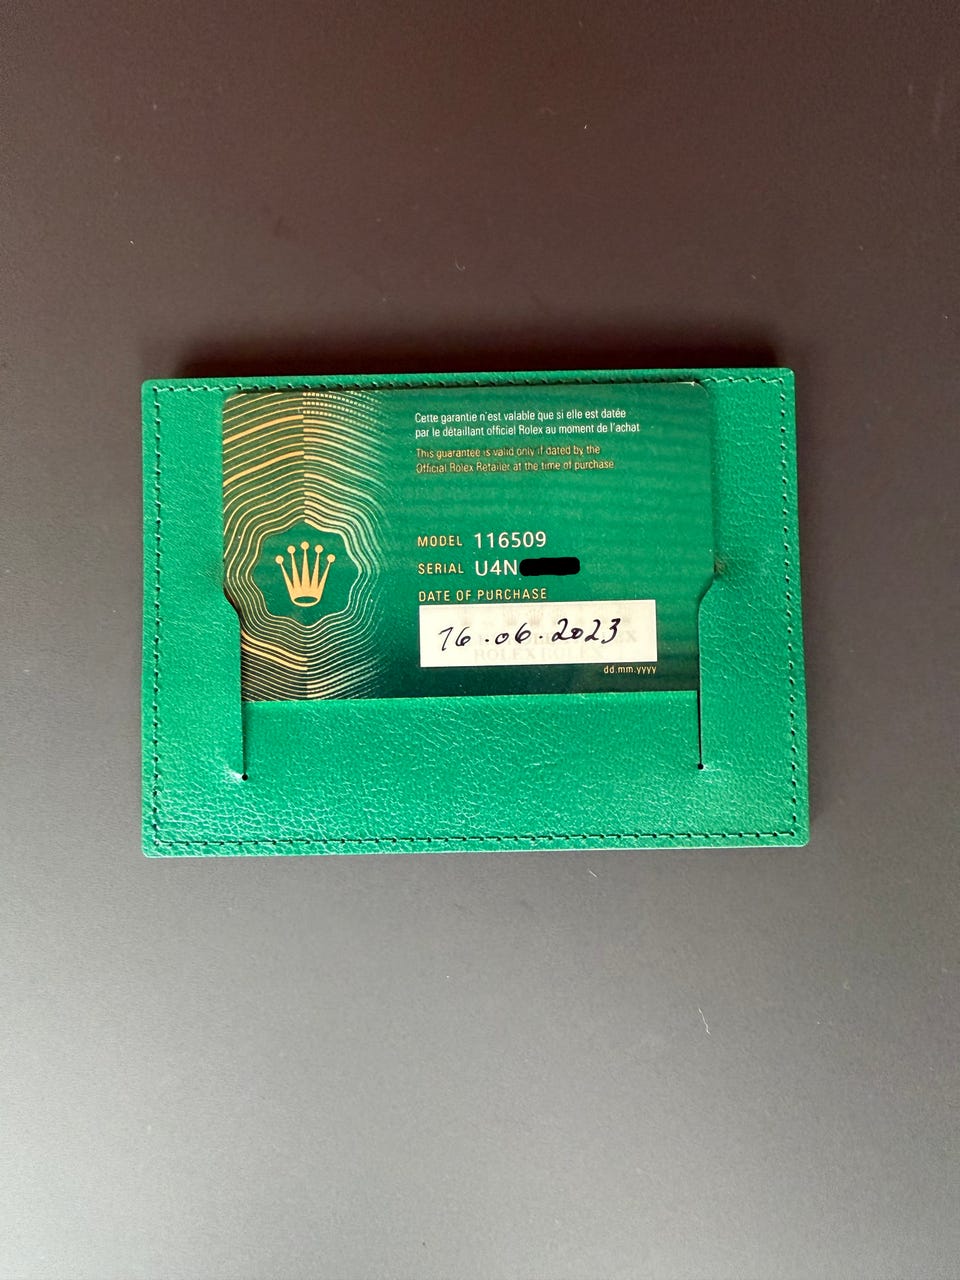 Cette garantie n'est valable que si elle est datée
par le détaillant officiel Rolex au moment de l'achat
This guarantee is valid only if dated by the
Official Rolex Retailer at the time of purchase
MODEL 116509
SERIAL U4N
DATE OF PURCHASE
16.06.2023
ROLEX ROLEX
dd.mm.yyyy